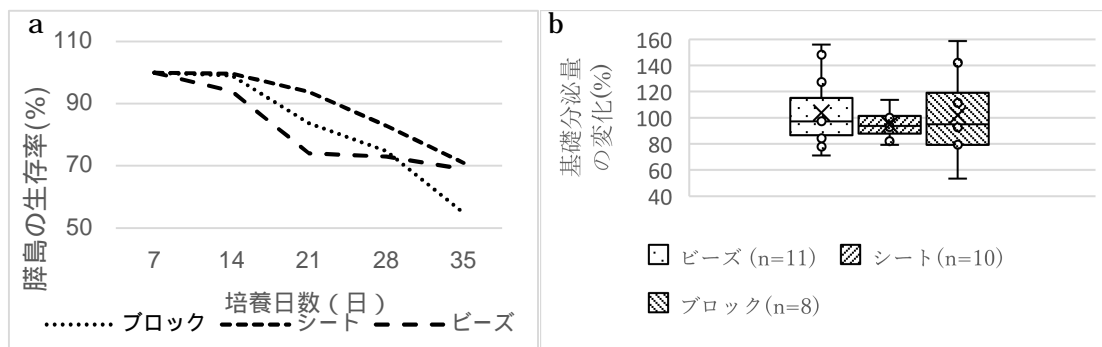 a
110
90
70
50
膵島の生存率(%)
7 14 21 28 35
培養日数(日)
ブロック シート ビーズ
b
160
140
120
100
80
60
40
基礎分泌量
の変化(%)
ビーズ (n=11) シート(n=10)
ブロック(n=8)